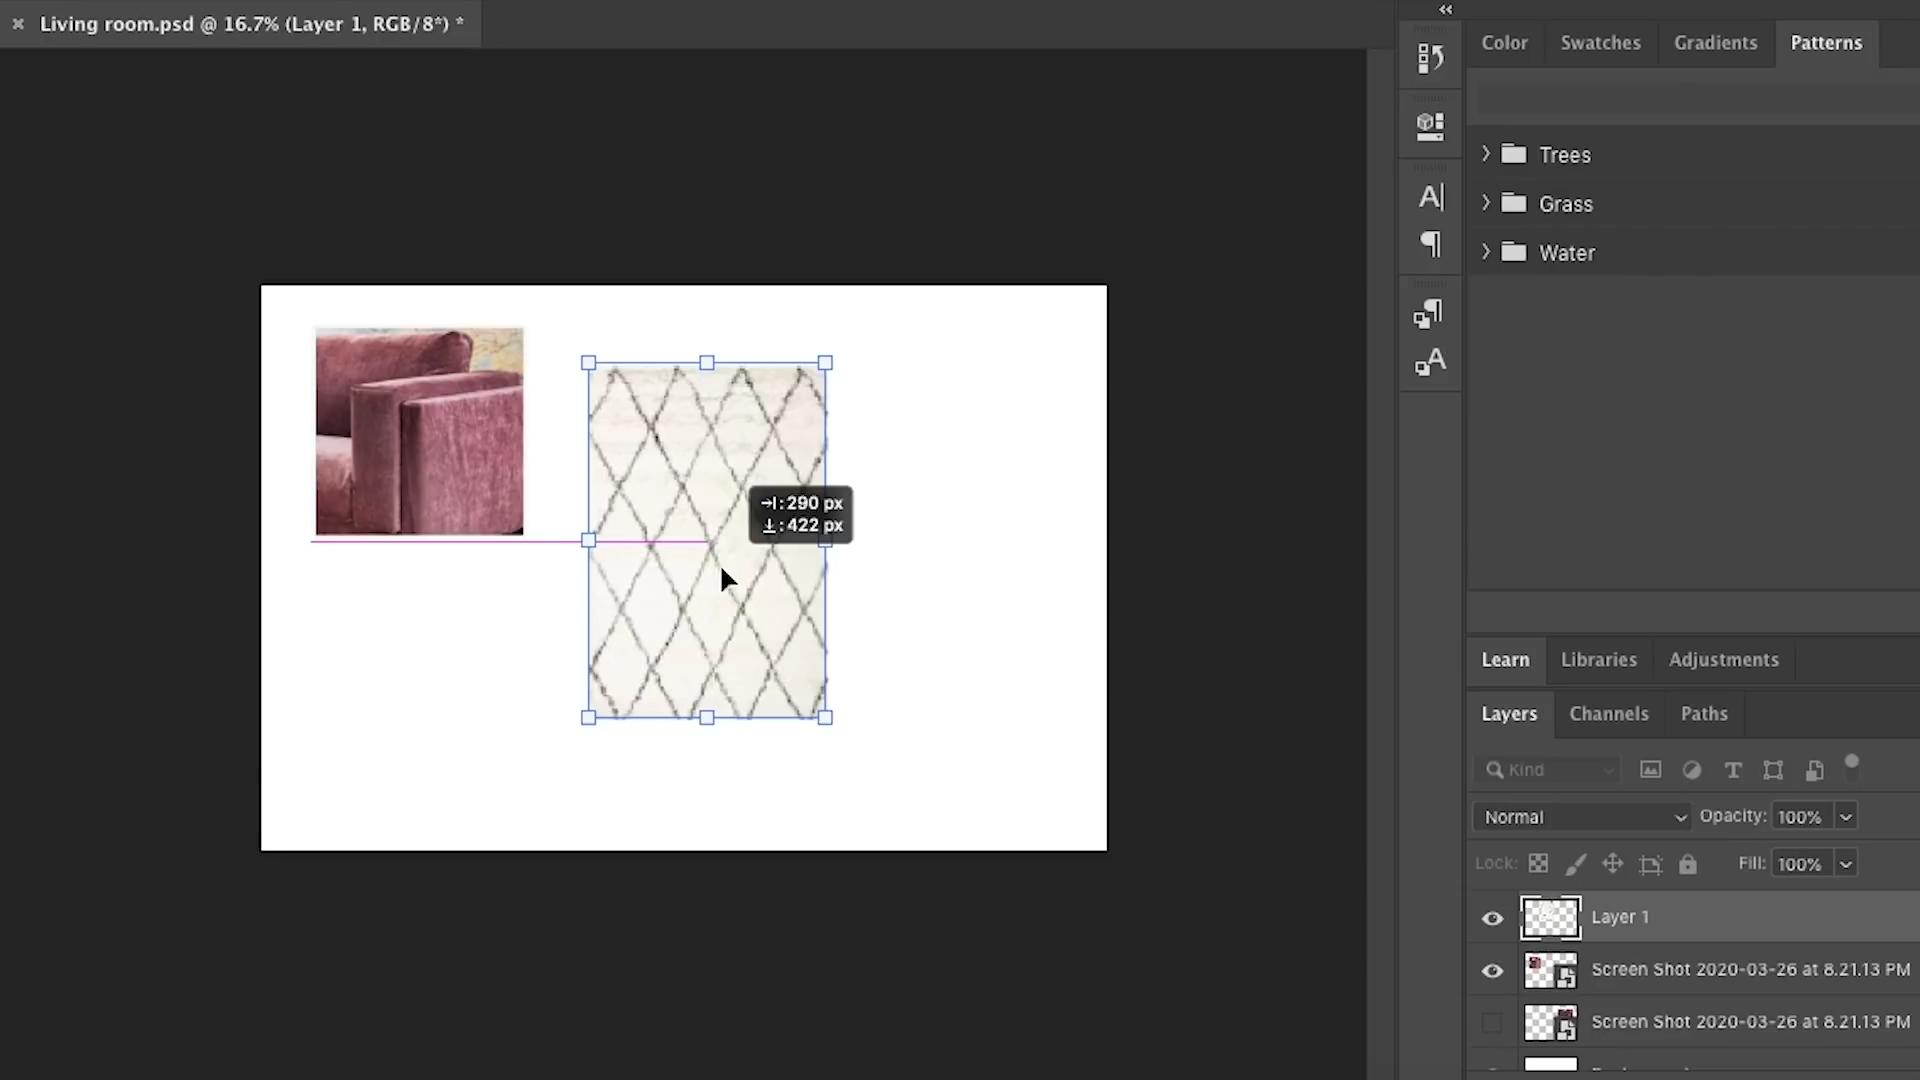 Living room.psd @ 16.7% (Layer 1, RGB/8*) *
Color Swatches Gradients Patterns
Trees
Grass
Water
:290 px
:422 px
Learn Libraries Adjustments
Layers Channels Paths
Kind
Normal Opacity: 100%
Lock: Fill: 100%
Layer 1
Screen Shot 2020-03-26 at 8.21.13 PM
Screen Shot 2020-03-26 at 8.21.13 PM